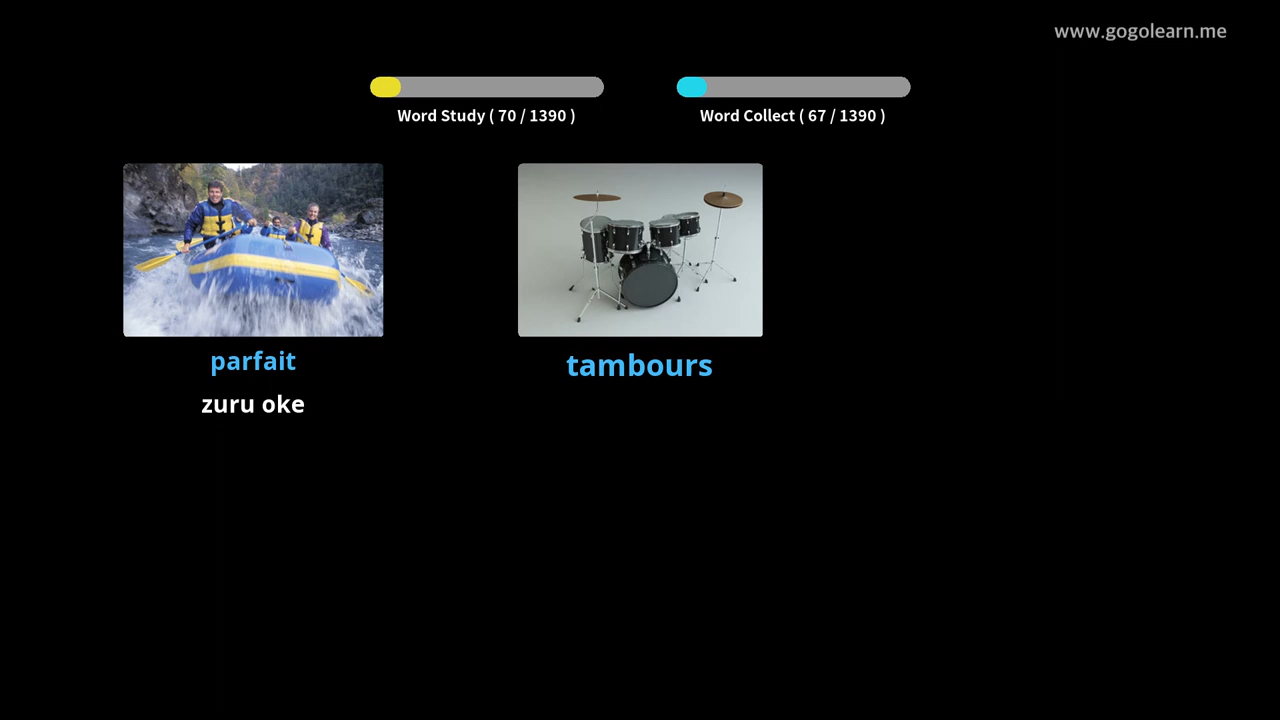 www.gogolearn.me
Word Study ( 70 / 1390 )
Word Collect ( 67 / 1390 )
parfait
zuru oke
tambours